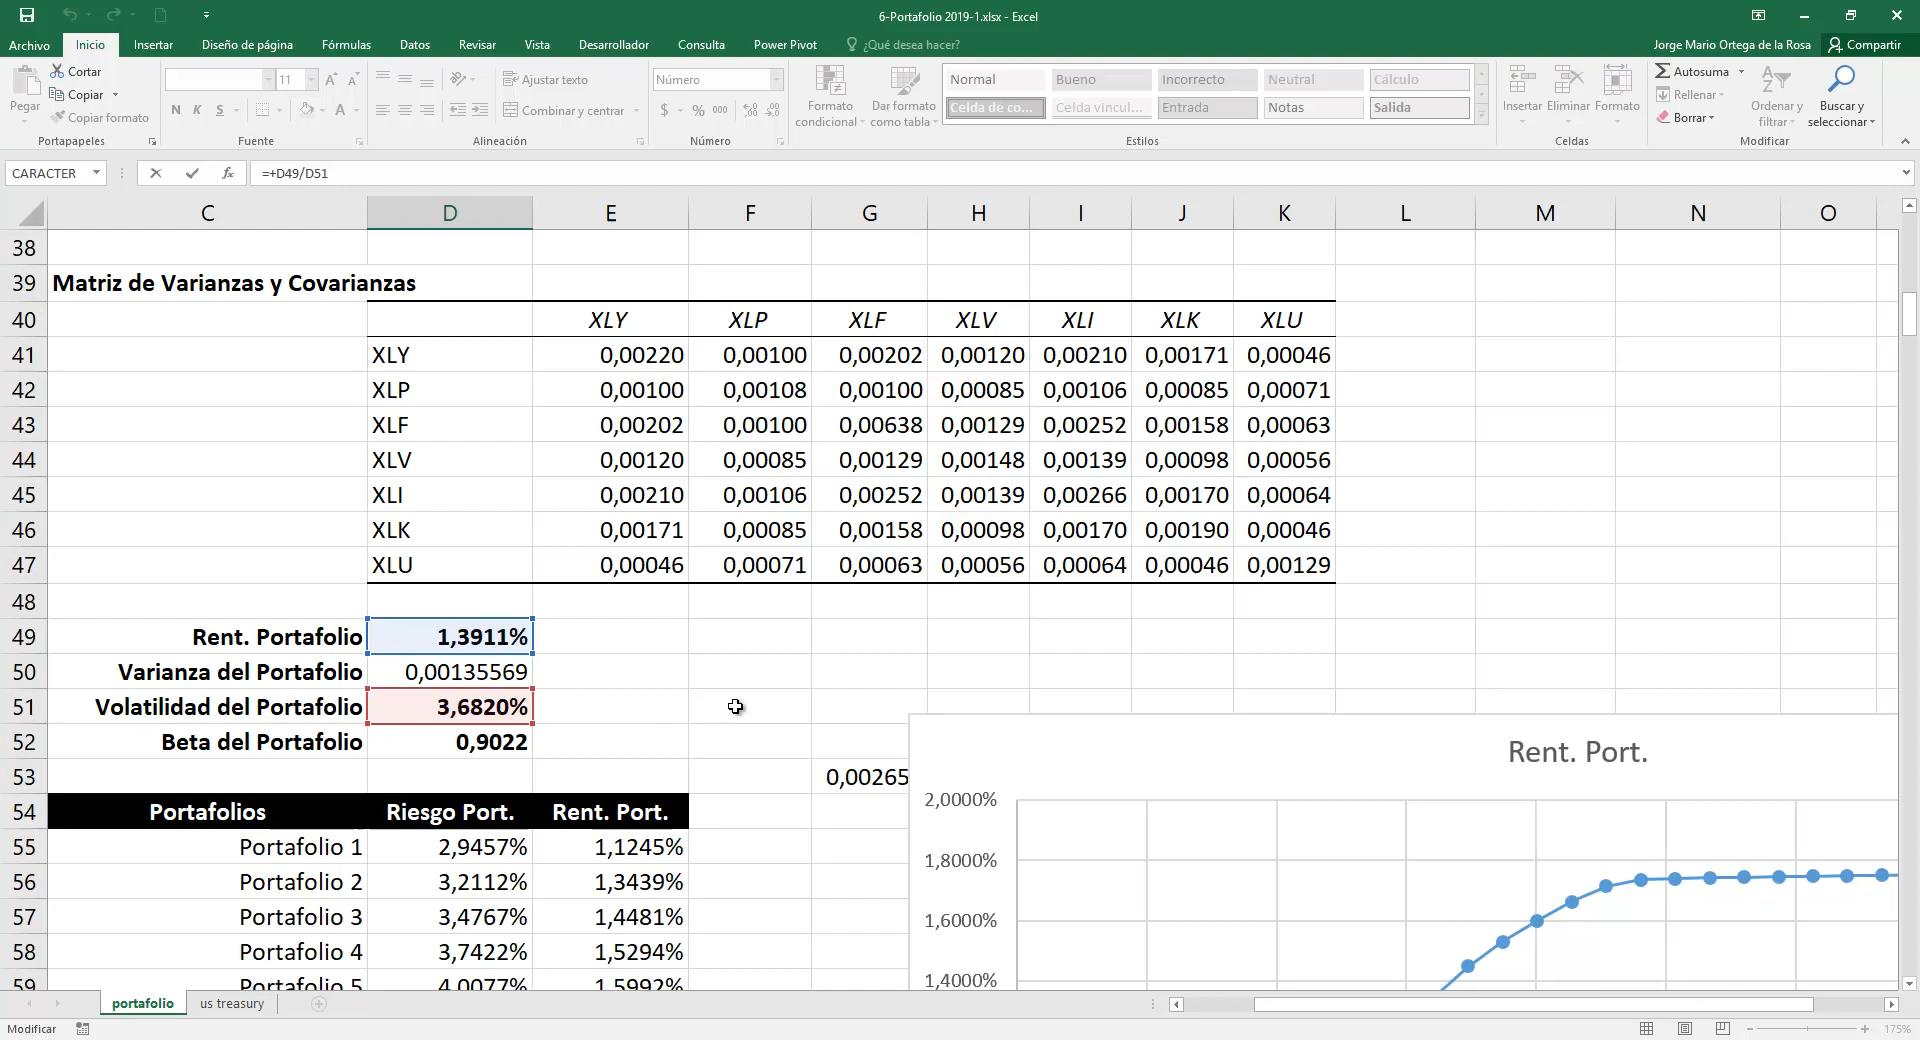 6-Portafolio 2019-1.xlsx - Excel
Archivo Inicio Insertar Diseño de página Fórmulas Datos Revisar Vista Desarrollador Consulta Power Pivot ¿Qué desea hacer? Jorge Mario Ortega de la Rosa Compartir
Pegar
Cortar
Copiar
Copiar formato
Portapapeles
11
N K S
Fuente
Ajustar texto
Combinar y centrar
Alineación
Número
$ % 000
Número
Formato condicional
Dar formato como tabla
Normal Bueno Incorrecto Neutral Cálculo
Celda de co... Celda vincul... Entrada Notas Salida
Estilos
Insertar Eliminar Formato
Celdas
Autosuma
Rellenar
Borrar
Ordenar y filtrar
Buscar y seleccionar
Modificar
CARACTER fx =+D49/D51
C D E F G H I J K L M N O
38
39 Matriz de Varianzas y Covarianzas
40 XLY XLP XLF XLV XLI XLK XLU
41 XLY 0,00220 0,00100 0,00202 0,00120 0,00210 0,00171 0,00046
42 XLP 0,00100 0,00108 0,00100 0,00085 0,00106 0,00085 0,00071
43 XLF 0,00202 0,00100 0,00638 0,00129 0,00252 0,00158 0,00063
44 XLV 0,00120 0,00085 0,00129 0,00148 0,00139 0,00098 0,00056
45 XLI 0,00210 0,00106 0,00252 0,00139 0,00266 0,00170 0,00064
46 XLK 0,00171 0,00085 0,00158 0,00098 0,00170 0,00190 0,00046
47 XLU 0,00046 0,00071 0,00063 0,00056 0,00064 0,00046 0,00129
48
49 Rent. Portafolio 1,3911%
50 Varianza del Portafolio 0,00135569
51 Volatilidad del Portafolio 3,6820%
52 Beta del Portafolio 0,9022
53 0,00265
54 Portafolios Riesgo Port. Rent. Port.
55 Portafolio 1 2,9457% 1,1245%
56 Portafolio 2 3,2112% 1,3439%
57 Portafolio 3 3,4767% 1,4481%
58 Portafolio 4 3,7422% 1,5294%
59 Portafolio 5 4,0077% 1,5992%
Rent. Port.
2,0000%
1,8000%
1,6000%
1,4000%
portafolio us treasury
Modificar 175%